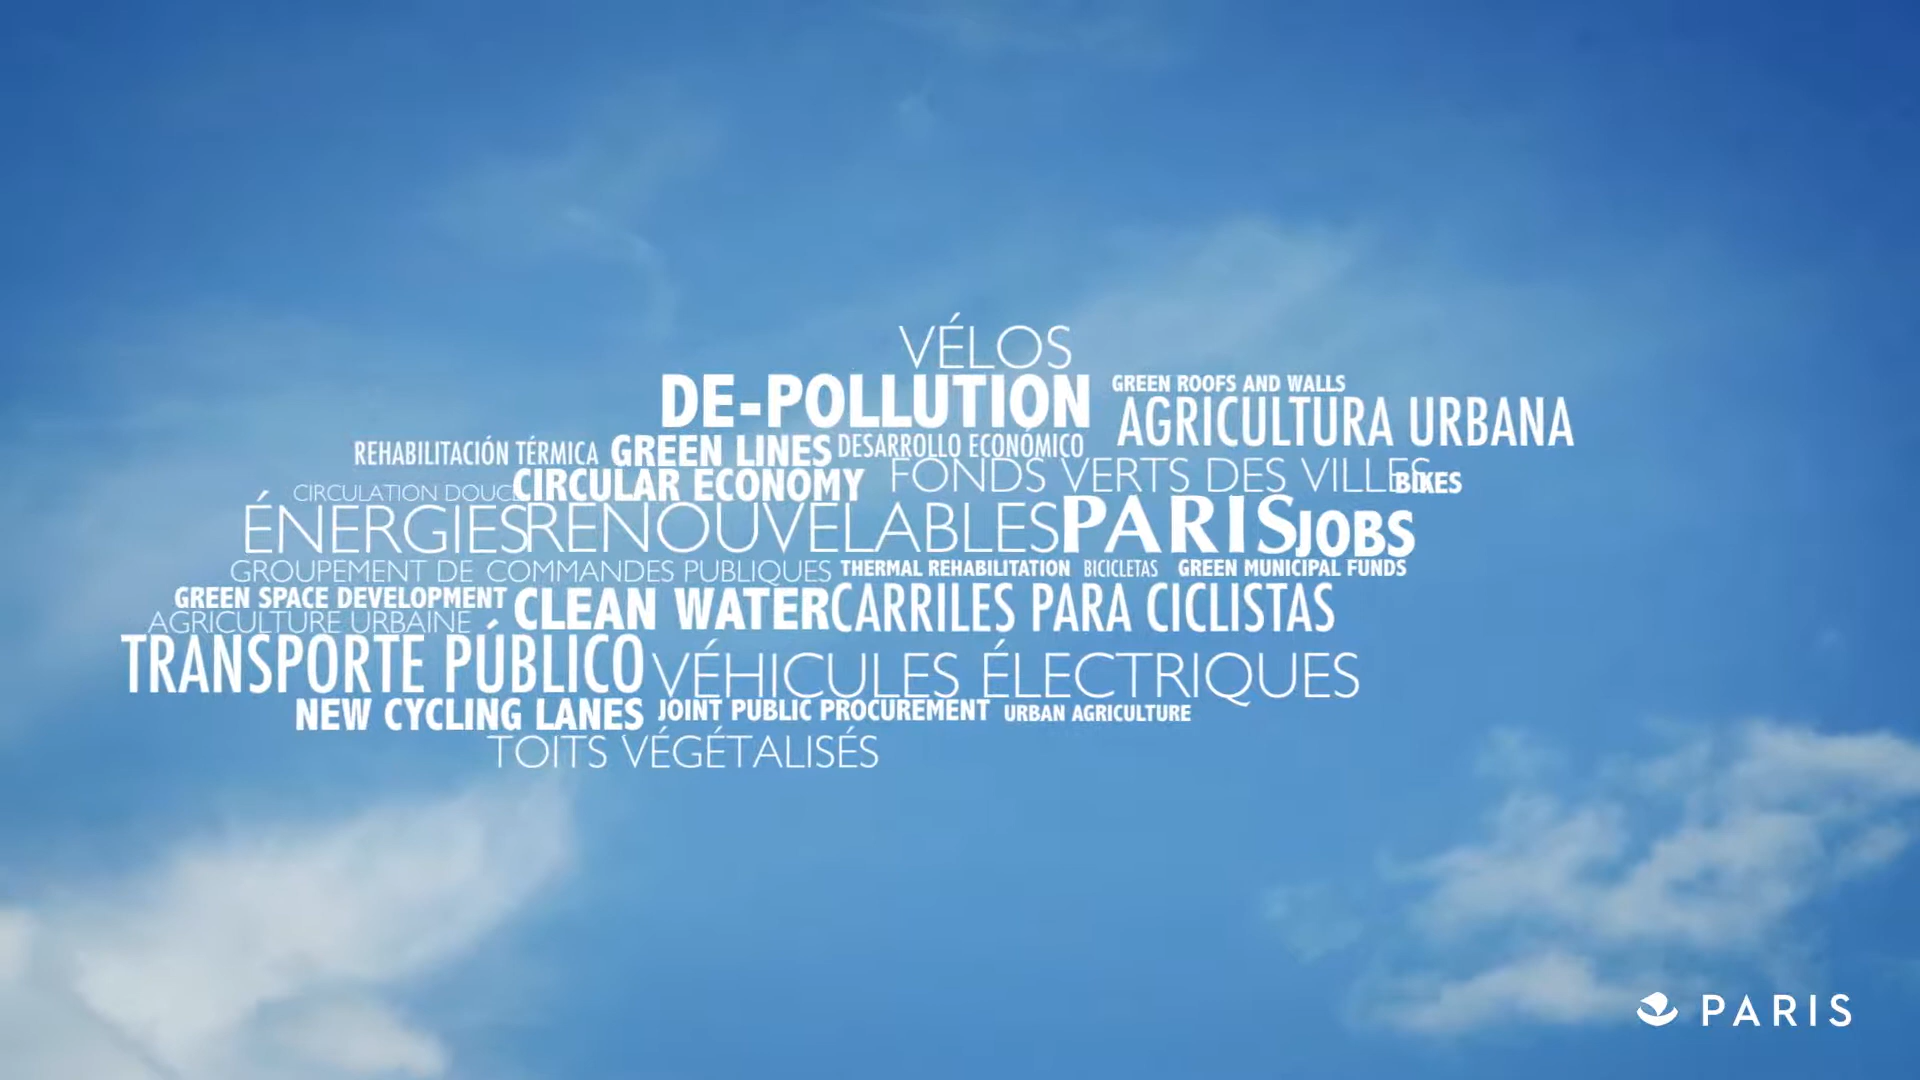 VÉLOS
DE-POLLUTION
GREEN ROOFS AND WALLS
AGRICULTURA URBANA
REHABILITACIÓN TÉRMICA
GREEN LINES
DESARROLLO ECONÓMICO
FONDS VERTS DES VILLES
BIKES
CIRCULATION DOUCE
CIRCULAR ECONOMY
ÉNERGIES RENOUVELABLES
PARIS
JOBS
GROUPEMENT DE COMMANDES PUBLIQUES
THERMAL REHABILITATION
BICICLETAS
GREEN MUNICIPAL FUNDS
GREEN SPACE DEVELOPMENT
CLEAN WATER
CARRILES PARA CICLISTAS
AGRICULTURE URBAINE
TRANSPORTE PÚBLICO
VÉHICULES ÉLECTRIQUES
NEW CYCLING LANES
JOINT PUBLIC PROCUREMENT
URBAN AGRICULTURE
TOITS VÉGÉTALISÉS
PARIS